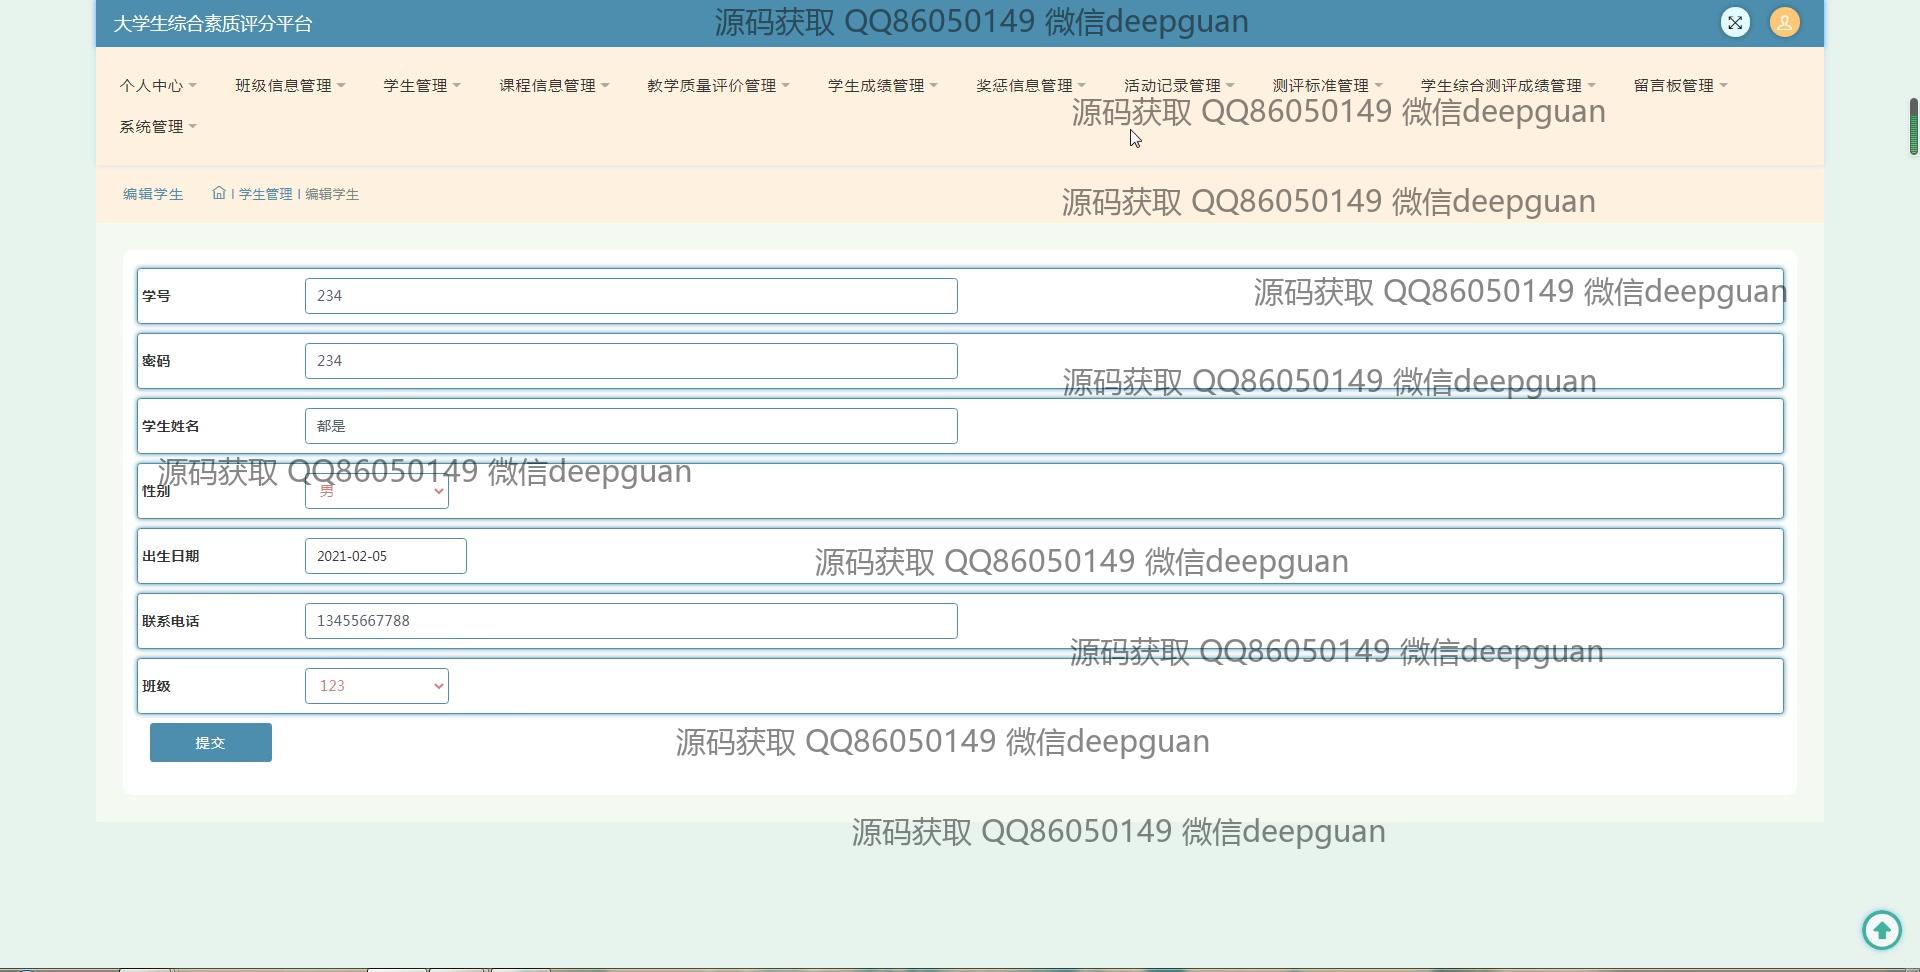 大学生综合素质评分平台
源码获取 QQ86050149 微信deepguan
个人中心 班级信息管理 学生管理 课程信息管理 教学质量评价管理 学生成绩管理 奖惩信息管理 活动记录管理 测评标准管理 学生综合测评成绩管理 留言板管理
源码获取 QQ86050149 微信deepguan
系统管理
编辑学生 | 学生管理 | 编辑学生
源码获取 QQ86050149 微信deepguan
学号 234
源码获取 QQ86050149 微信deepguan
密码 234
源码获取 QQ86050149 微信deepguan
学生姓名 都是
源码获取 QQ86050149 微信deepguan
性别 男
出生日期 2021-02-05
源码获取 QQ86050149 微信deepguan
联系电话 13455667788
源码获取 QQ86050149 微信deepguan
班级 123
提交
源码获取 QQ86050149 微信deepguan
源码获取 QQ86050149 微信deepguan